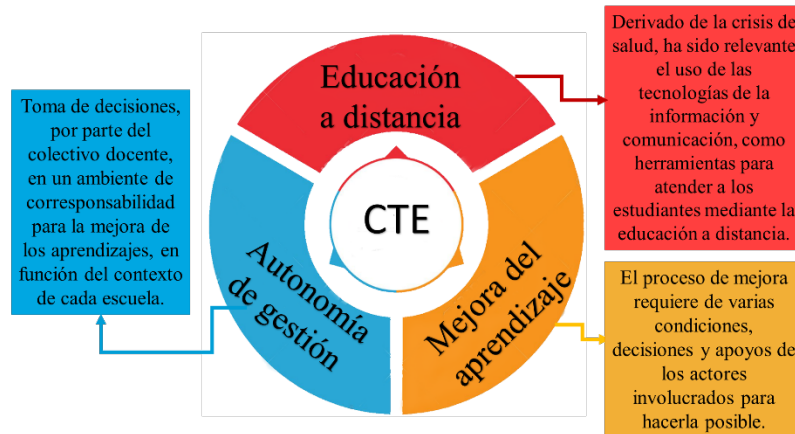 Educación
a distancia
Derivado de la crisis de
salud, ha sido relevante
el uso de las
tecnologías de la
información y
comunicación, como
herramientas para
atender a los
estudiantes mediante la
educación a distancia.
Toma de decisiones,
por parte del
colectivo docente,
en un ambiente de
corresponsabilidad
para la mejora de
los aprendizajes, en
función del contexto
de cada escuela.
CTE
Autonomía
de gestión
Mejora del
aprendizaje
El proceso de mejora
requiere de varias
condiciones,
decisiones y apoyos de
los actores
involucrados para
hacerla posible.